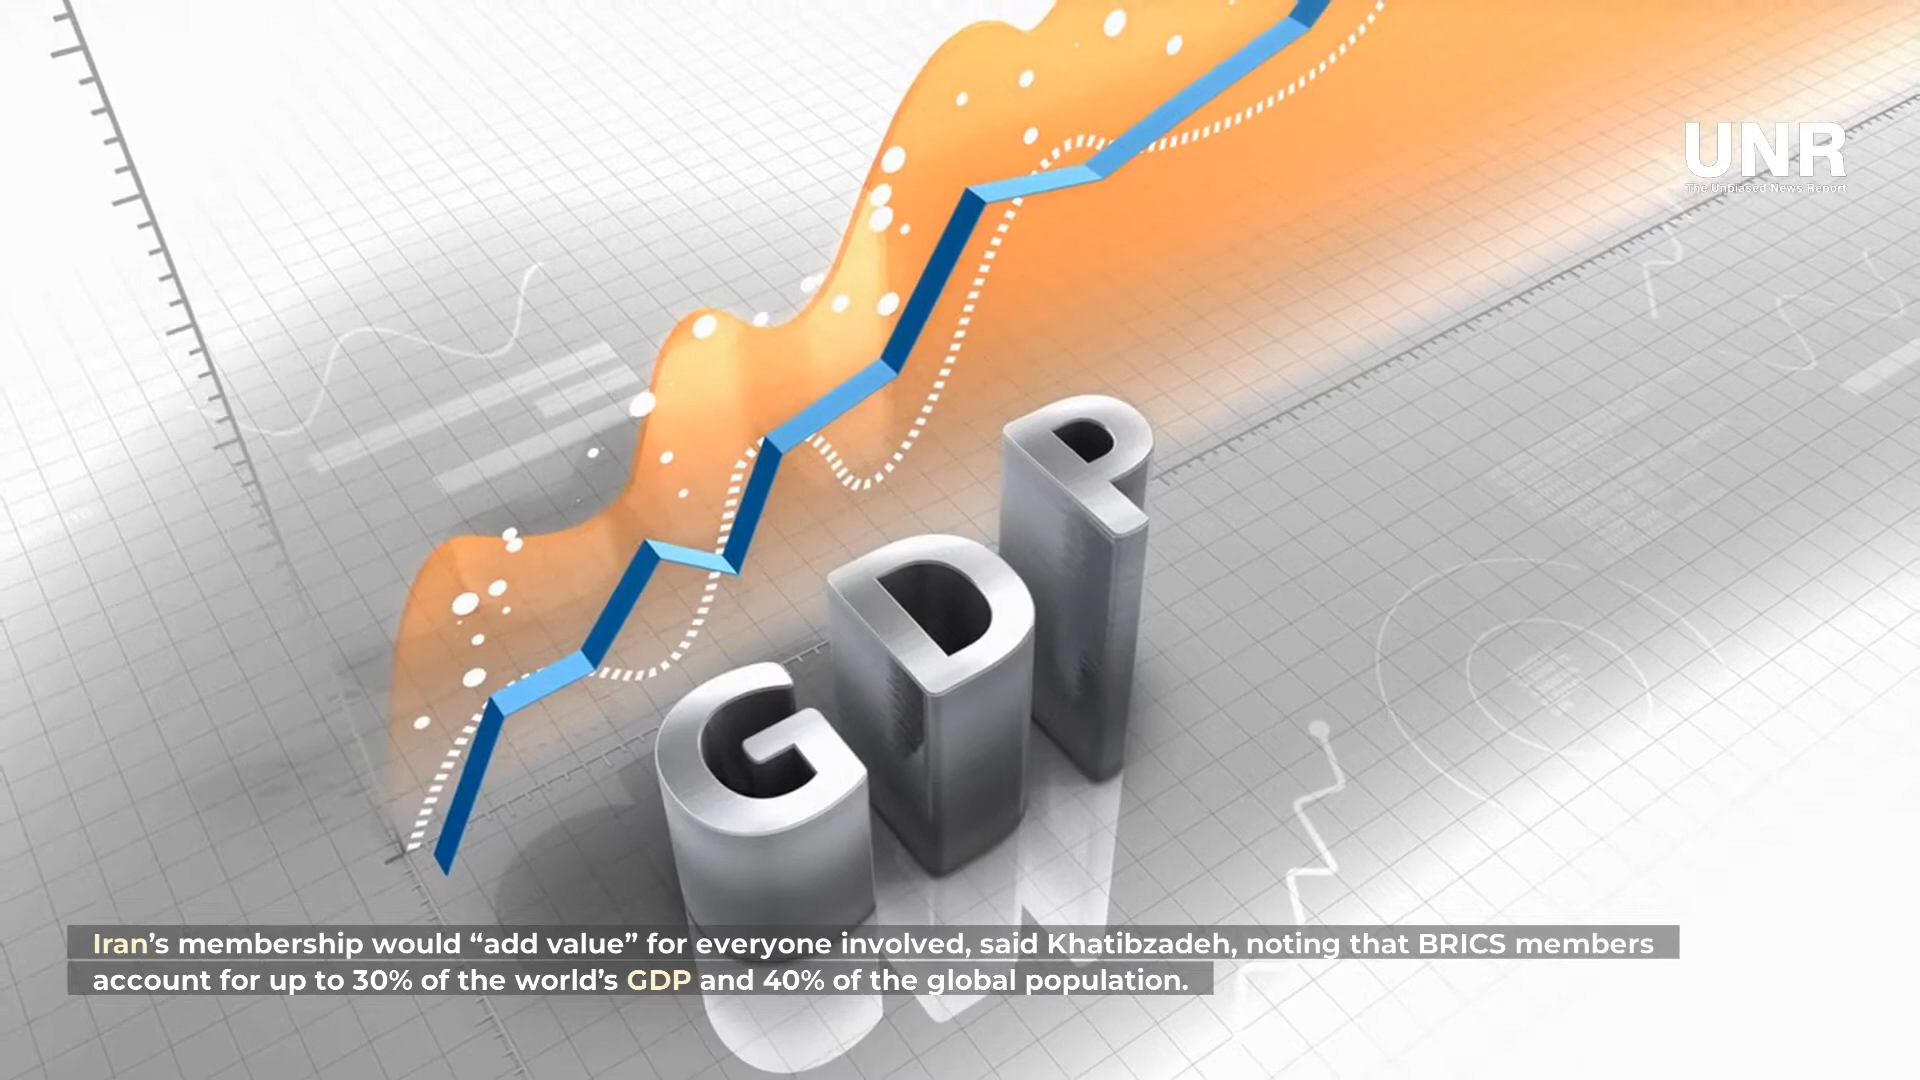 UNR
The Unbiased News Report
GDP
Iran’s membership would “add value” for everyone involved, said Khatibzadeh, noting that BRICS members
account for up to 30% of the world’s GDP and 40% of the global population.